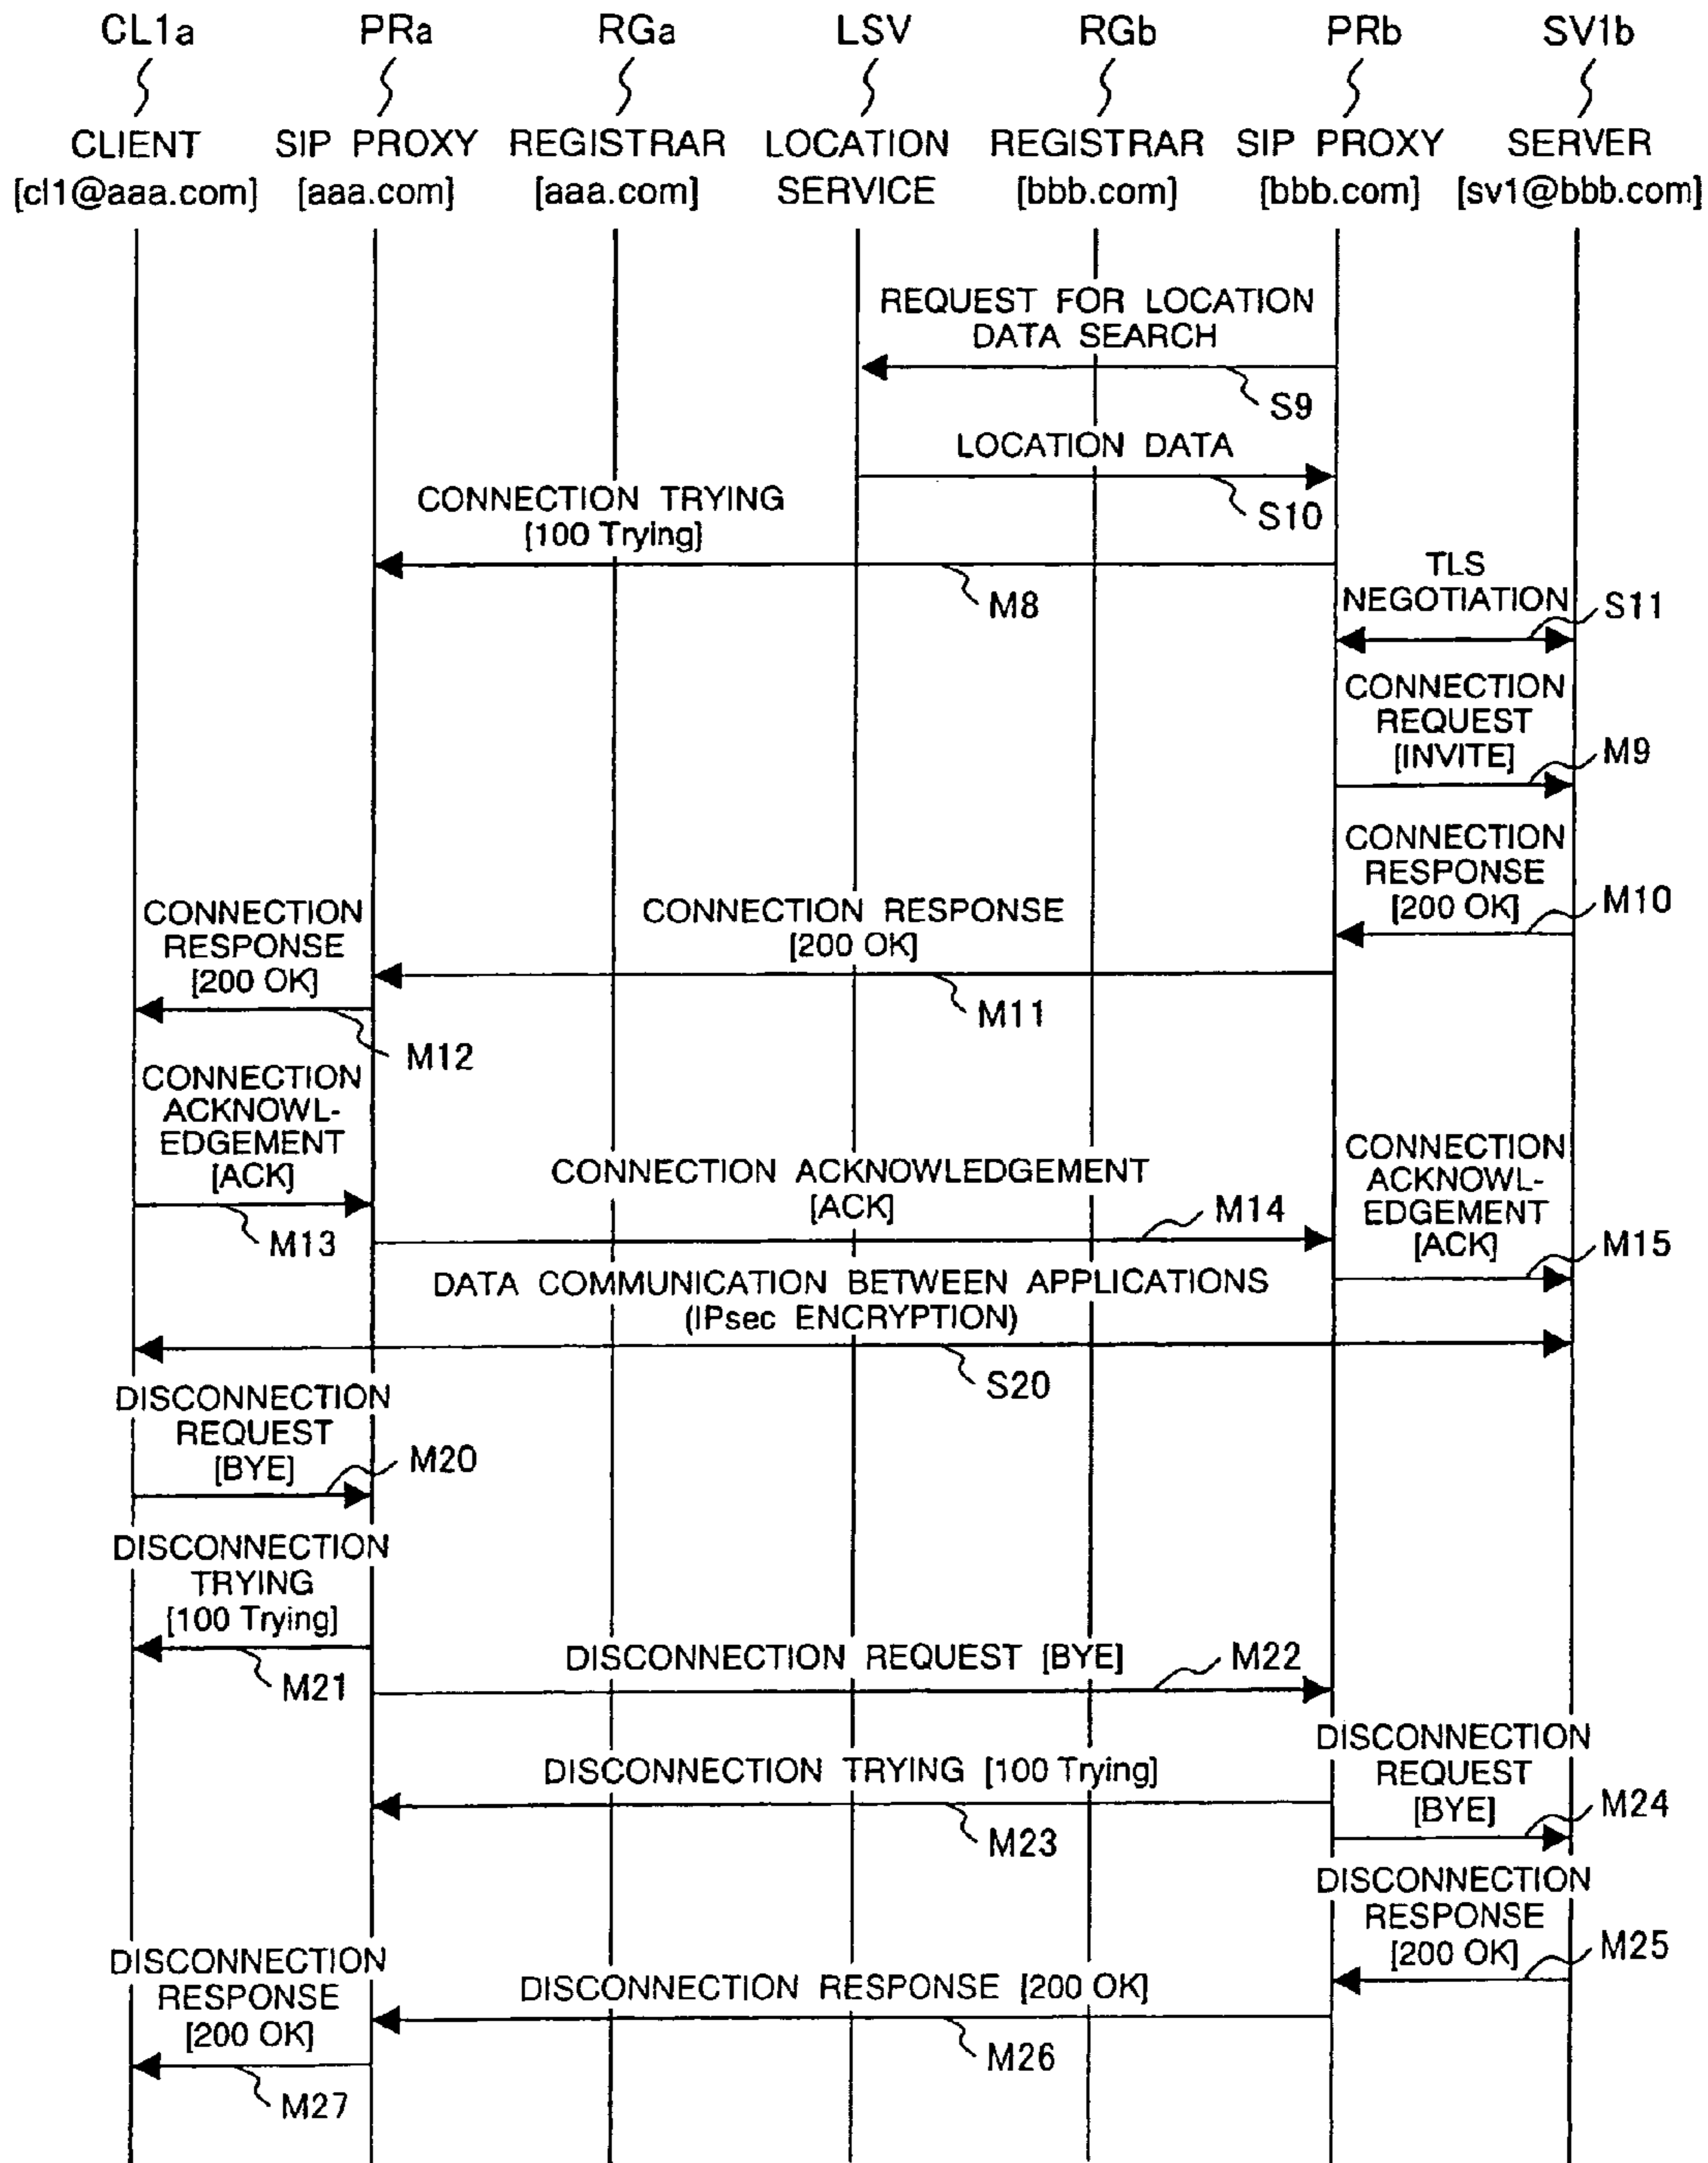 CL1a PRa RGa LSV RGb PRb SV1b
CLIENT SIP PROXY REGISTRAR LOCATION REGISTRAR SIP PROXY SERVER
[cl1@aaa.com] [aaa.com] [aaa.com] SERVICE [bbb.com] [bbb.com] [sv1@bbb.com]
REQUEST FOR LOCATION
DATA SEARCH
S9
LOCATION DATA
S10
CONNECTION TRYING
[100 Trying]
M8
TLS
NEGOTIATION
S11
CONNECTION
REQUEST
[INVITE]
M9
CONNECTION
RESPONSE
[200 OK]
M10
CONNECTION RESPONSE
[200 OK]
M11
CONNECTION
RESPONSE
[200 OK]
M12
CONNECTION
ACKNOWL-
EDGEMENT
[ACK]
M13
CONNECTION ACKNOWLEDGEMENT
[ACK]
M14
CONNECTION
ACKNOWL-
EDGEMENT
[ACK]
M15
DATA COMMUNICATION BETWEEN APPLICATIONS
(IPsec ENCRYPTION)
S20
DISCONNECTION
REQUEST
[BYE]
M20
DISCONNECTION
TRYING
[100 Trying]
M21
DISCONNECTION REQUEST [BYE]
M22
DISCONNECTION TRYING [100 Trying]
M23
DISCONNECTION
REQUEST
[BYE]
M24
DISCONNECTION
RESPONSE
[200 OK]
M25
DISCONNECTION RESPONSE [200 OK]
M26
DISCONNECTION
RESPONSE
[200 OK]
M27